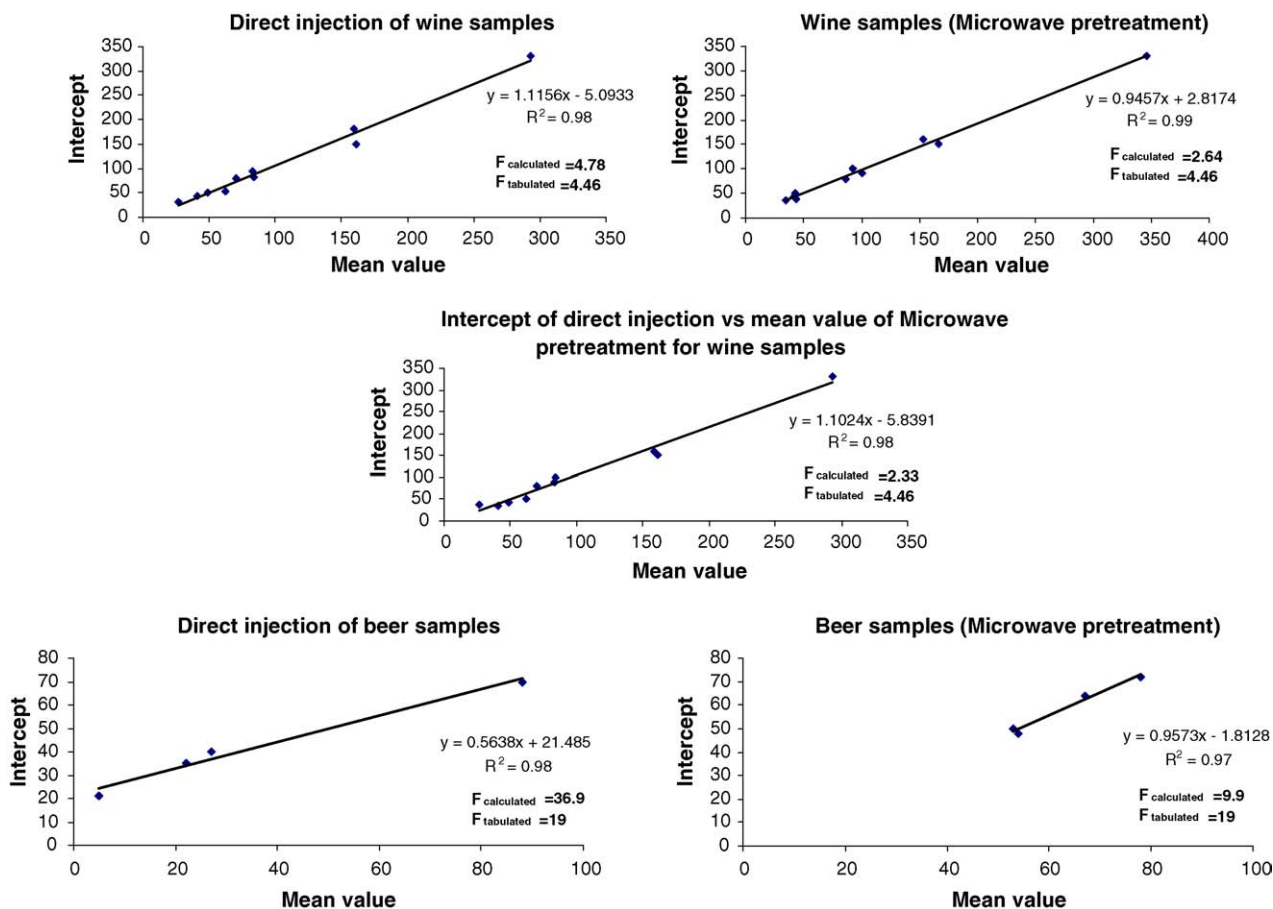 Direct injection of wine samples
350
300
250
200
150
100
50
0
Intercept
y = 1.1156x - 5.0933
R² = 0.98
F calculated =4.78
F tabulated =4.46
0 50 100 150 200 250 300 350
Mean value
Wine samples (Microwave pretreatment)
350
300
250
200
150
100
50
0
Intercept
y = 0.9457x + 2.8174
R² = 0.99
F calculated =2.64
F tabulated =4.46
0 50 100 150 200 250 300 350 400
Mean value
Intercept of direct injection vs mean value of Microwave
pretreatment for wine samples
350
300
250
200
150
100
50
0
Intercept
y = 1.1024x - 5.8391
R² = 0.98
F calculated =2.33
F tabulated =4.46
0 50 100 150 200 250 300 350
Mean value
Direct injection of beer samples
80
70
60
50
40
30
20
10
0
Intercept
y = 0.5638x + 21.485
R² = 0.98
F calculated =36.9
F tabulated =19
0 20 40 60 80 100
Mean value
Beer samples (Microwave pretreatment)
80
70
60
50
40
30
20
10
0
Intercept
y = 0.9573x - 1.8128
R² = 0.97
F calculated =9.9
F tabulated =19
0 20 40 60 80 100
Mean value